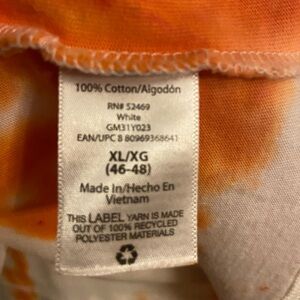 100% Cotton/Algodón
RN# 52469
White
GM31Y023
EAN/UPC 8 80969368641
XL/XG
(46-48)
Made in/Hecho En
Vietnam
THIS LABEL YARN IS MADE
OUT OF 100% RECYCLED
POLYESTER MATERIALS